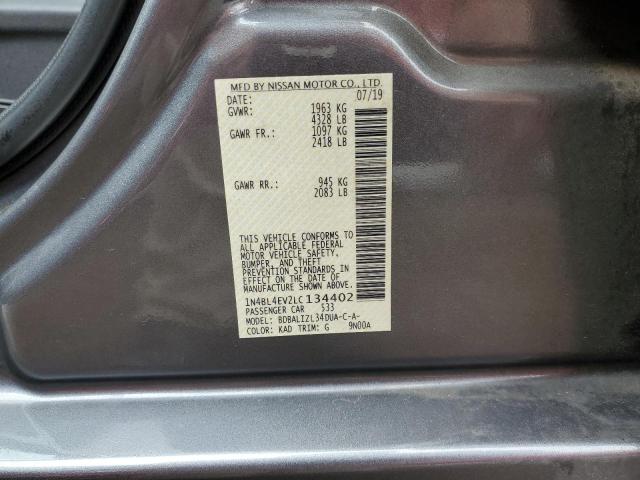 MFD BY NISSAN MOTOR CO., LTD.
DATE: 07/19
GVWR: 1963 KG
4328 LB
GAWR FR.: 1097 KG
2418 LB
GAWR RR.: 945 KG
2083 LB
THIS VEHICLE CONFORMS TO
ALL APPLICABLE FEDERAL
MOTOR VEHICLE SAFETY,
BUMPER, AND THEFT
PREVENTION STANDARDS IN
EFFECT ON THE DATE OF
MANUFACTURE SHOWN ABOVE.
1N4BL4EV2LC134402
PASSENGER CAR 533
MODEL: BDBALIZL34DUA-C-A-
COLOR: KAD TRIM: G 9N00A